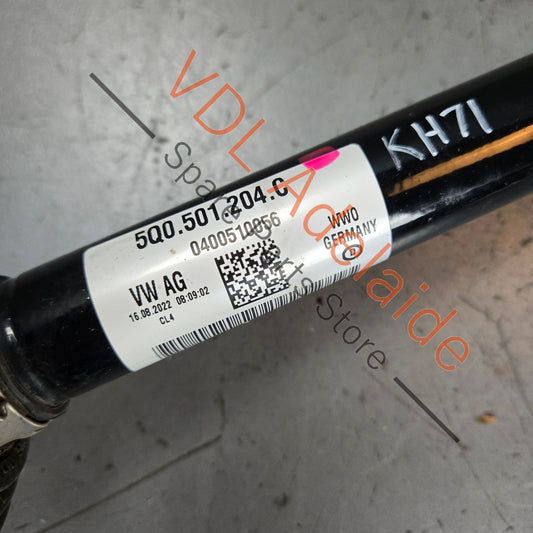 VDL Adelaide
Spare Parts Store
KH71
5Q0.501.204.C
0400510056
VW AG
16.08.2022 08:09:02
CL4
WWO
GERMANY